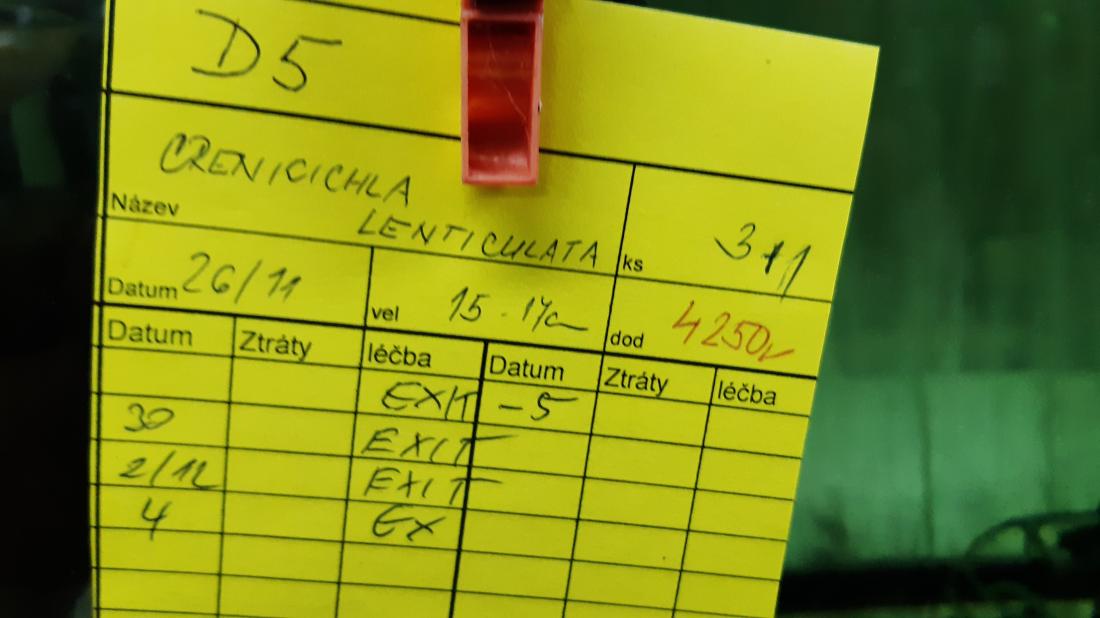 D5
CRENICICHLA
Název LENTICULATA ks 3+1
Datum 26/11 vel 15 - 17cm dod 4250,-
Datum Ztráty léčba Datum Ztráty léčba
EXIT -5
30 EXIT
2/12 EXIT
4 EX